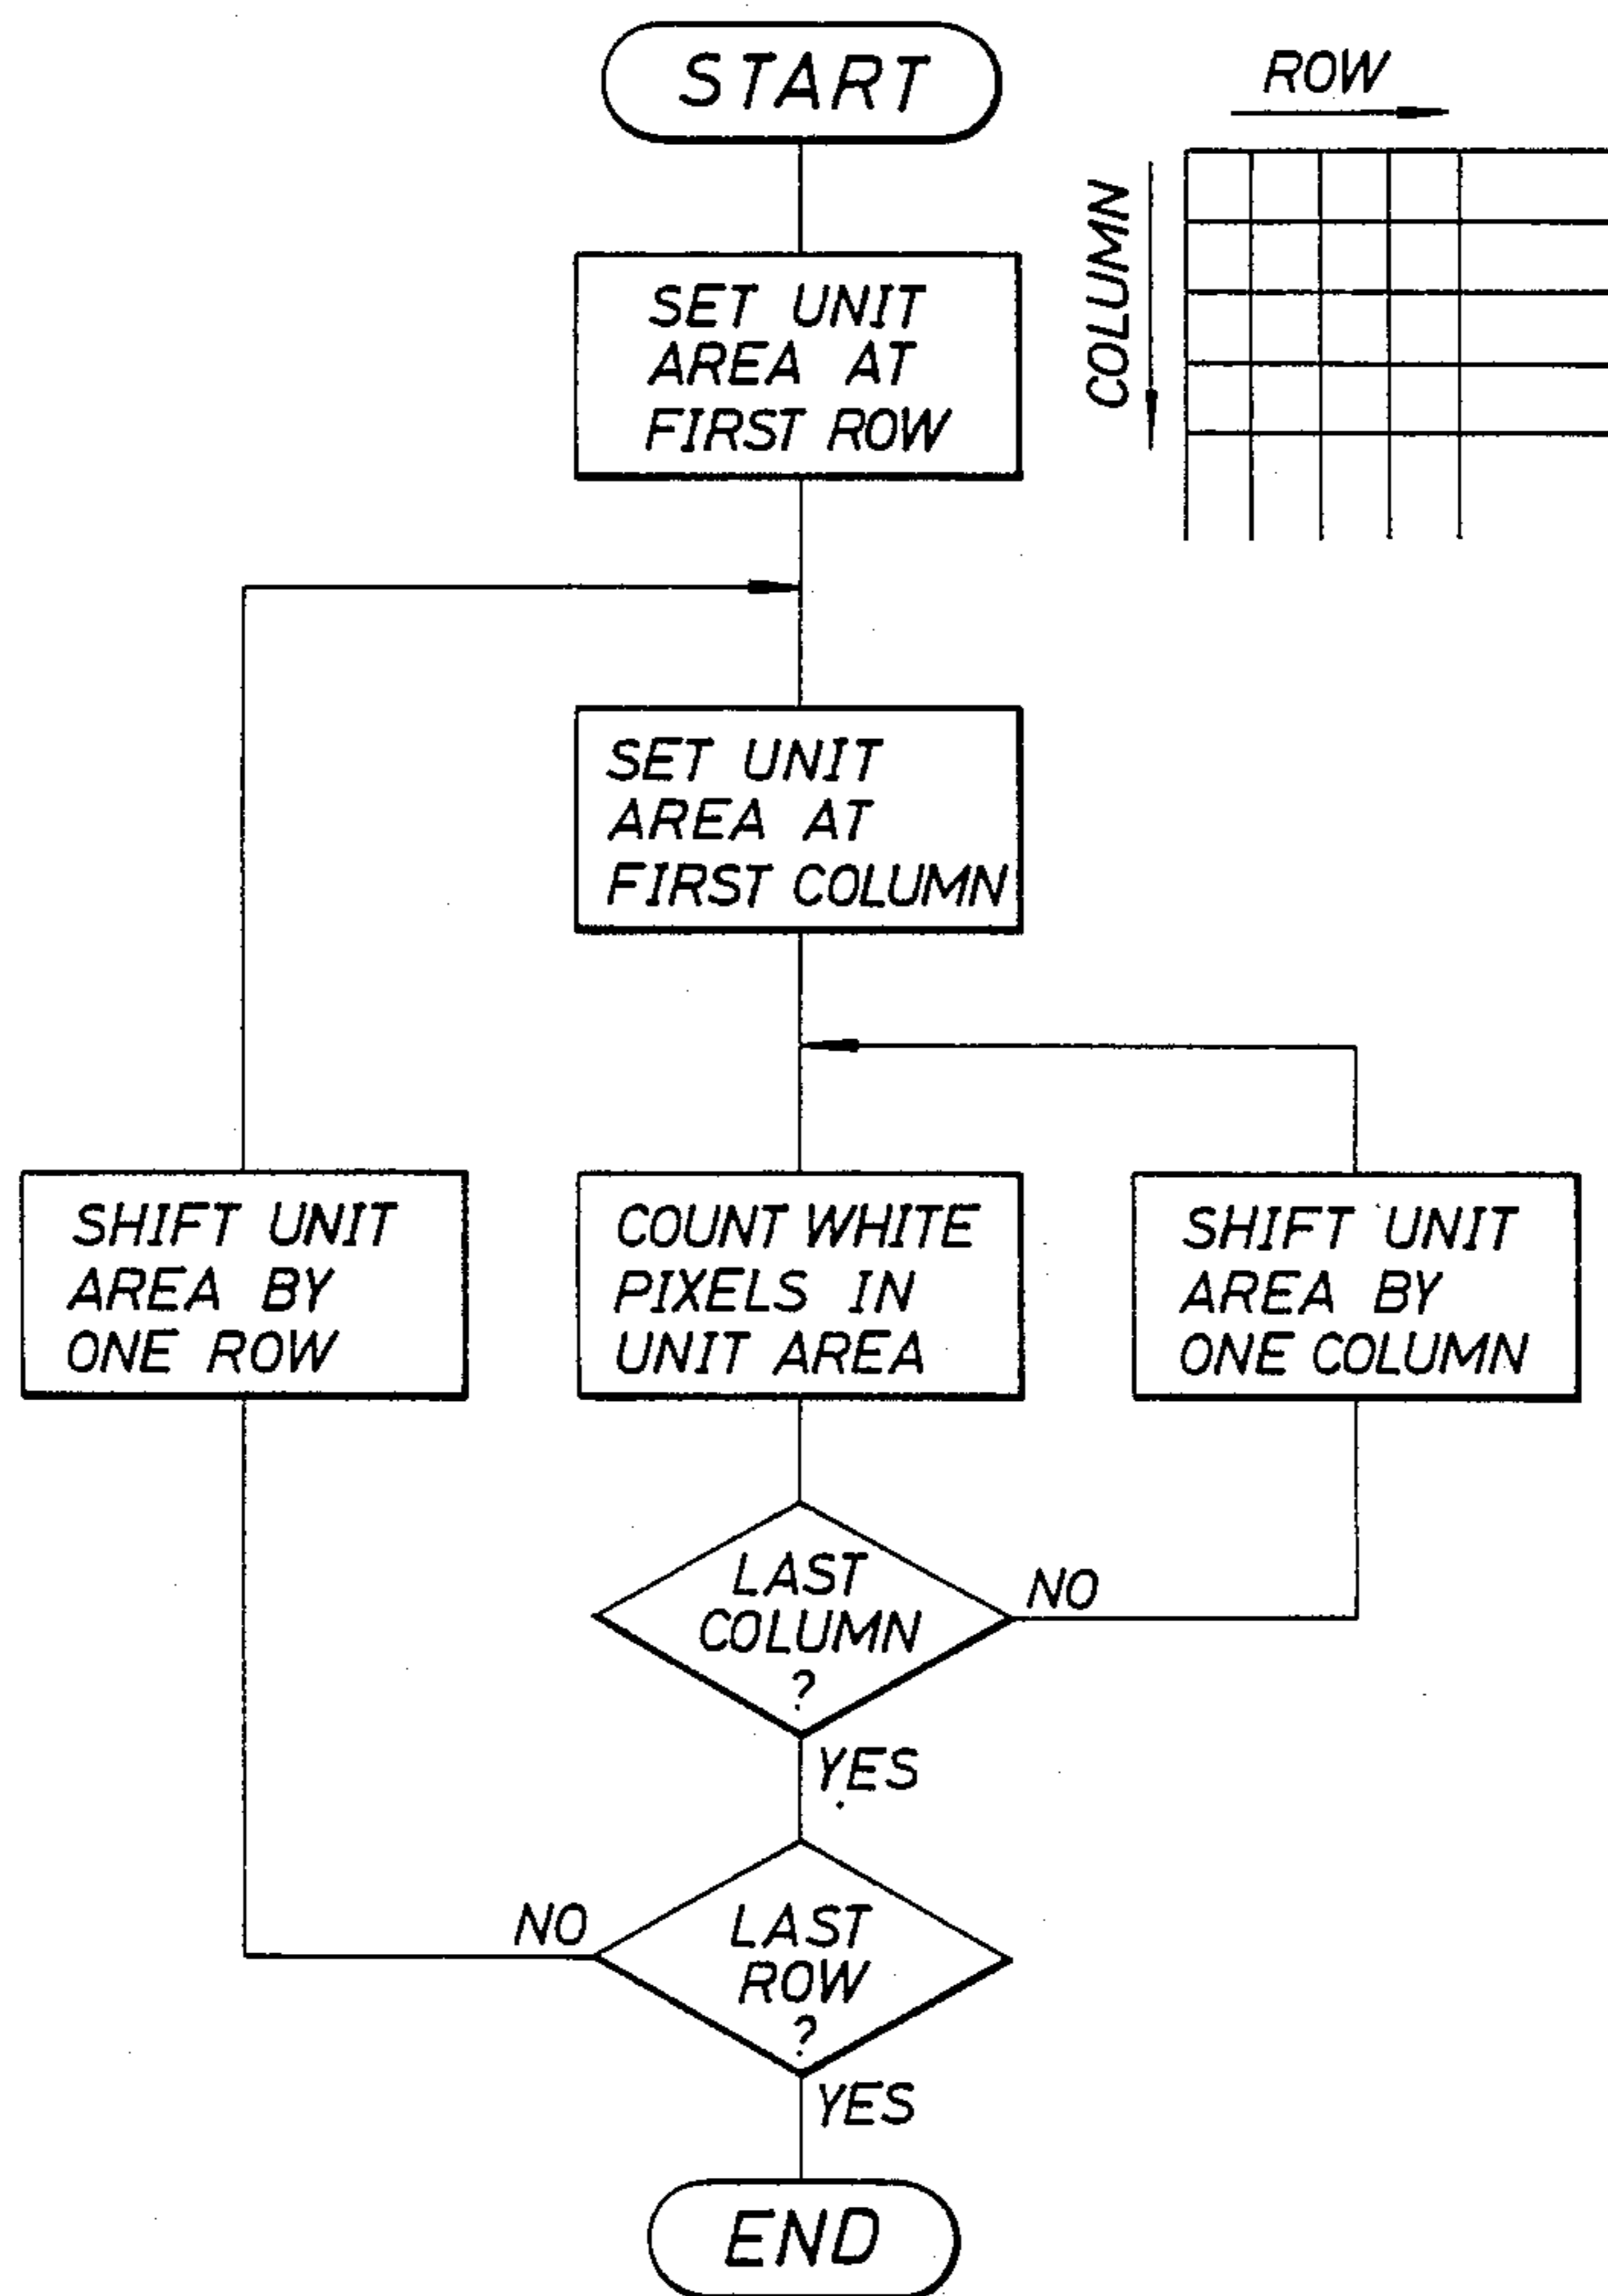 START
ROW
COLUMN
SET UNIT
AREA AT
FIRST ROW
SET UNIT
AREA AT
FIRST COLUMN
SHIFT UNIT
AREA BY
ONE ROW
COUNT WHITE
PIXELS IN
UNIT AREA
SHIFT UNIT
AREA BY
ONE COLUMN
LAST
COLUMN
?
NO
YES
NO
LAST
ROW
?
YES
END